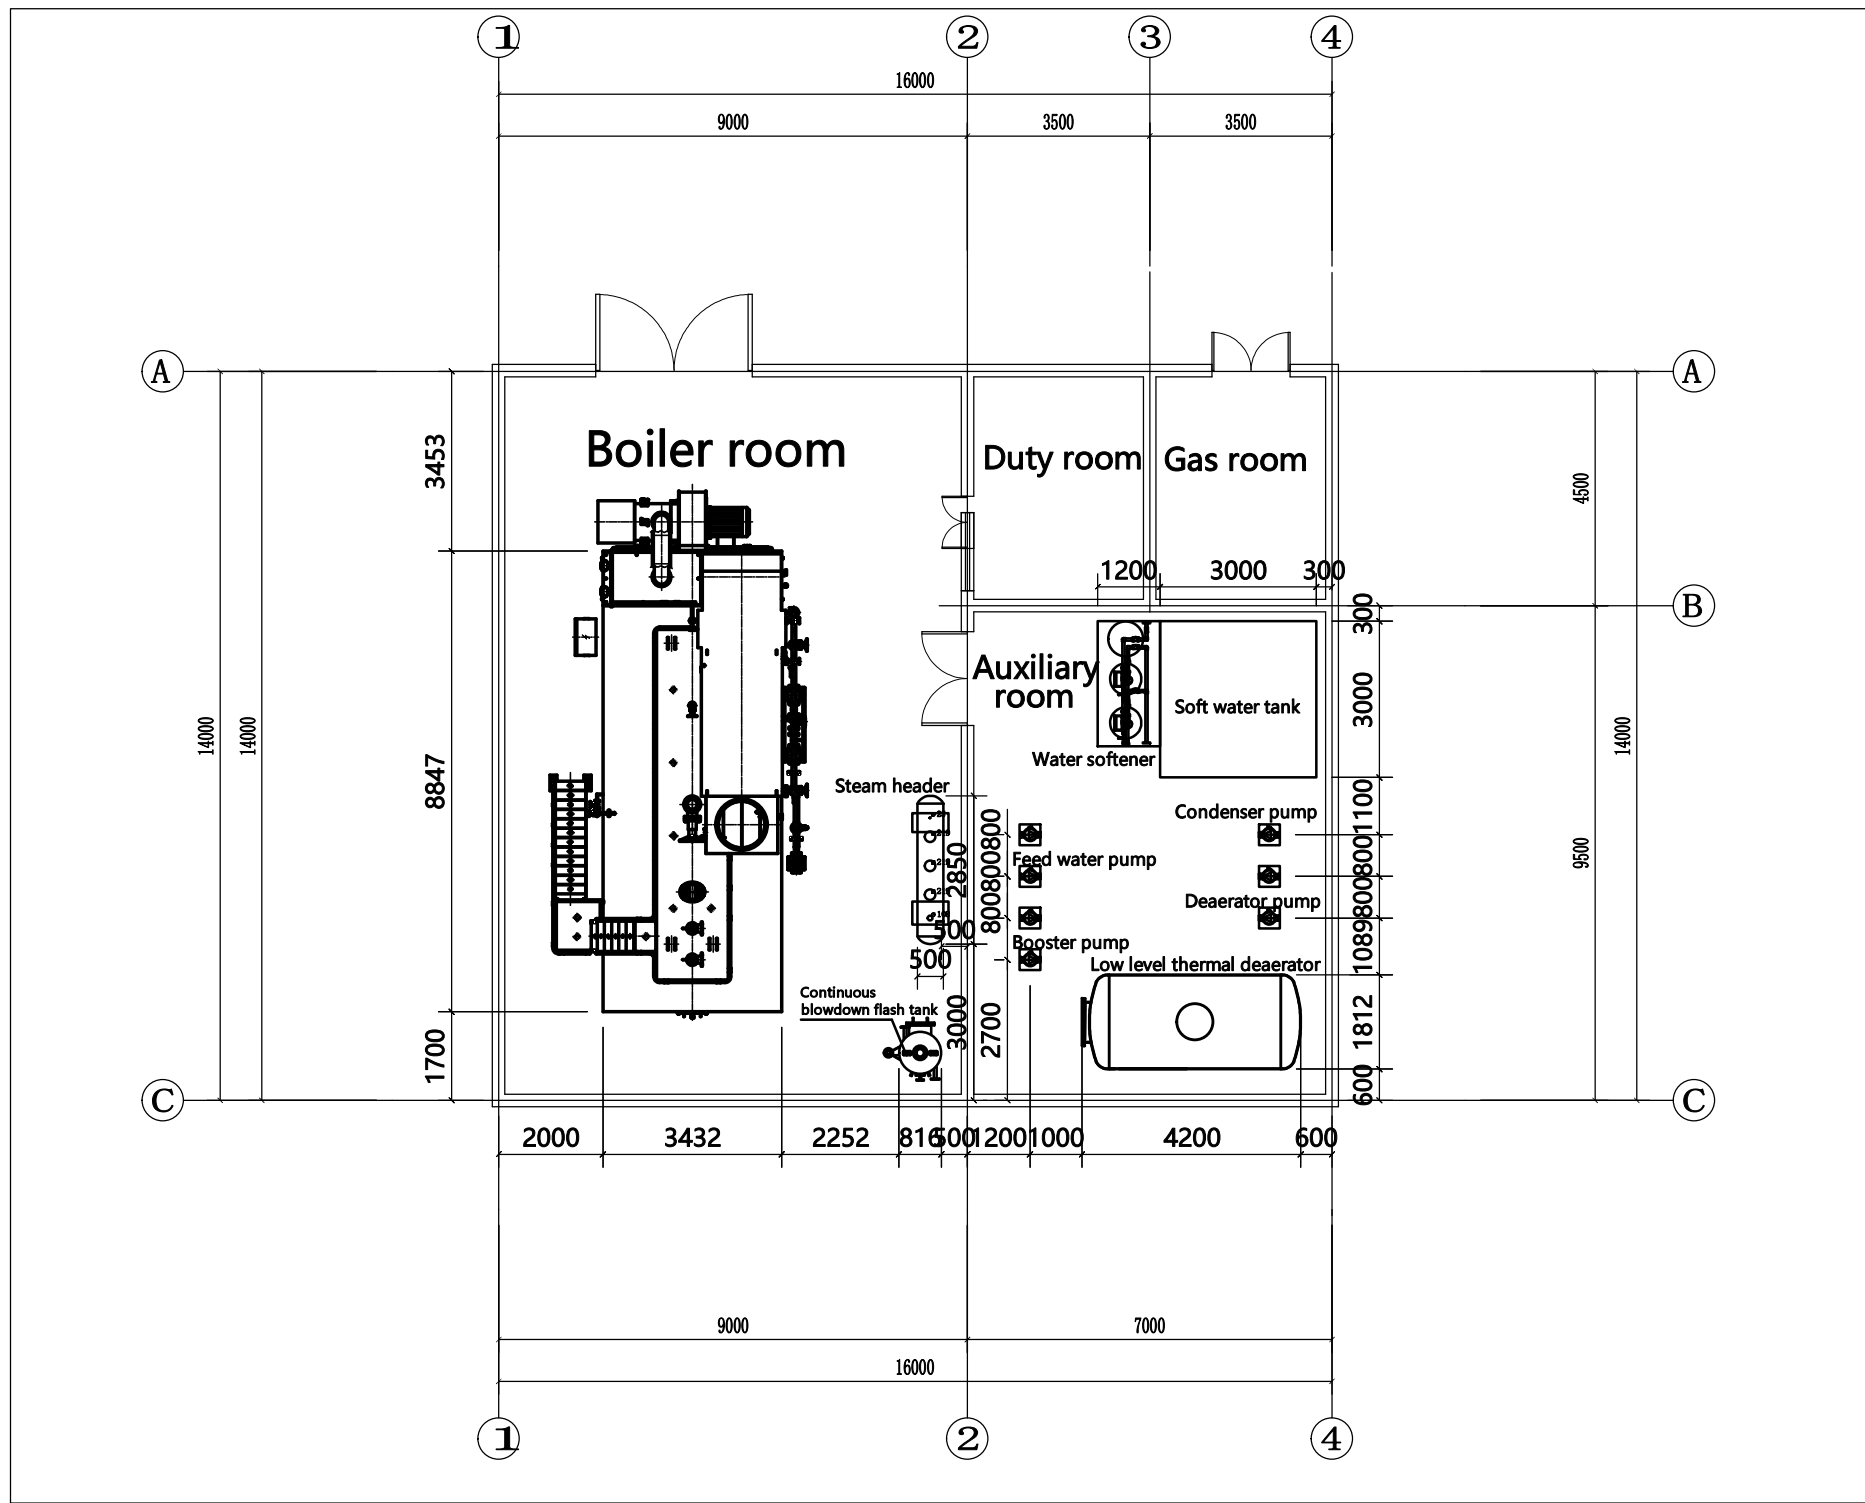 1
2
3
4
16000
9000
3500
3500
A
A
3453
Boiler room
Duty room
Gas room
4500
1200
3000
300
B
300
Auxiliary
room
3000
Soft water tank
14000
14000
14000
Water softener
8847
Steam header
1100
Condenser pump
800
2850
800
800
Feed water pump
800
9500
800
Deaerator pump
500
Booster pump
1089
500
Low level thermal deaerator
Continuous
blowdown flash tank
3000
2700
1812
1700
600
C
C
2000
3432
2252
816
500
1200
1000
4200
600
9000
7000
16000
1
2
4